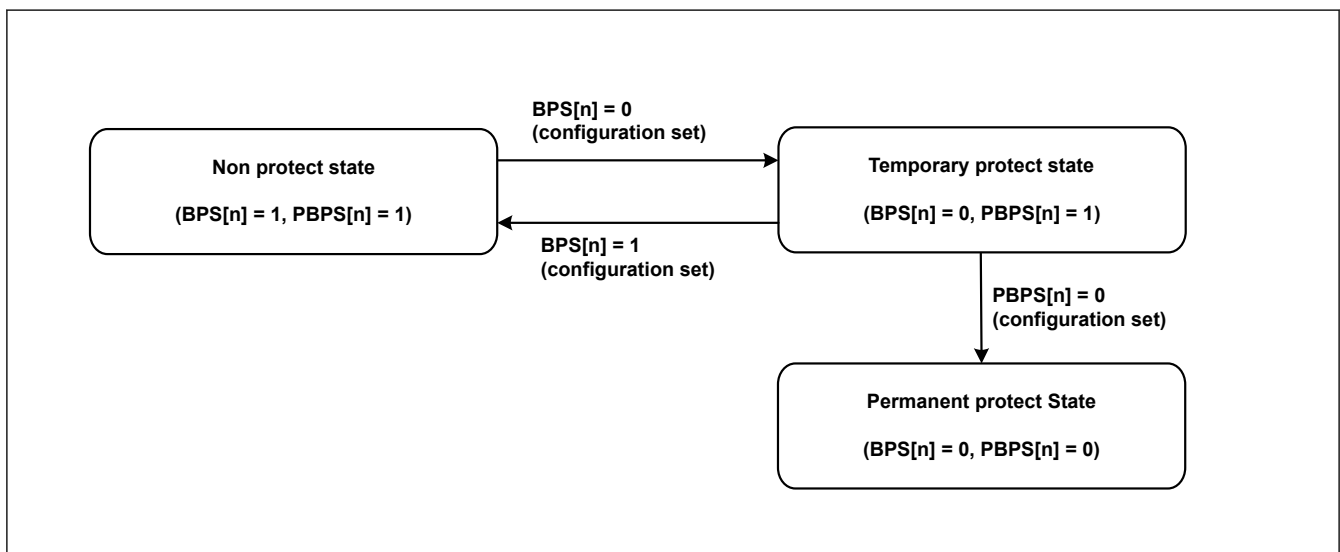 BPS[n] = 0
(configuration set)
Non protect state
(BPS[n] = 1, PBPS[n] = 1)
Temporary protect state
(BPS[n] = 0, PBPS[n] = 1)
BPS[n] = 1
(configuration set)
PBPS[n] = 0
(configuration set)
Permanent protect State
(BPS[n] = 0, PBPS[n] = 0)